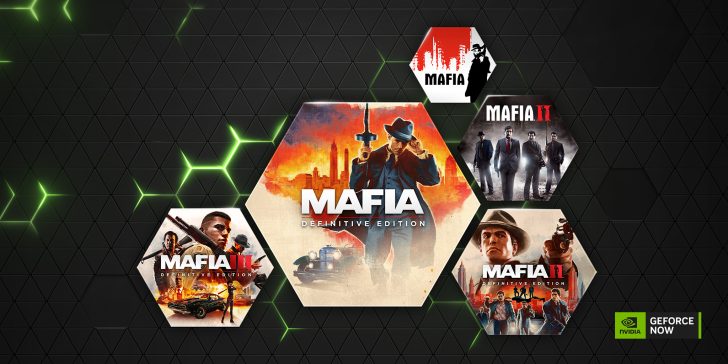 MAFIA
MAFIA II
MAFIA
DEFINITIVE EDITION
MAFIA III
DEFINITIVE EDITION
MAFIA II
DEFINITIVE EDITION
NVIDIA
GEFORCE
NOW